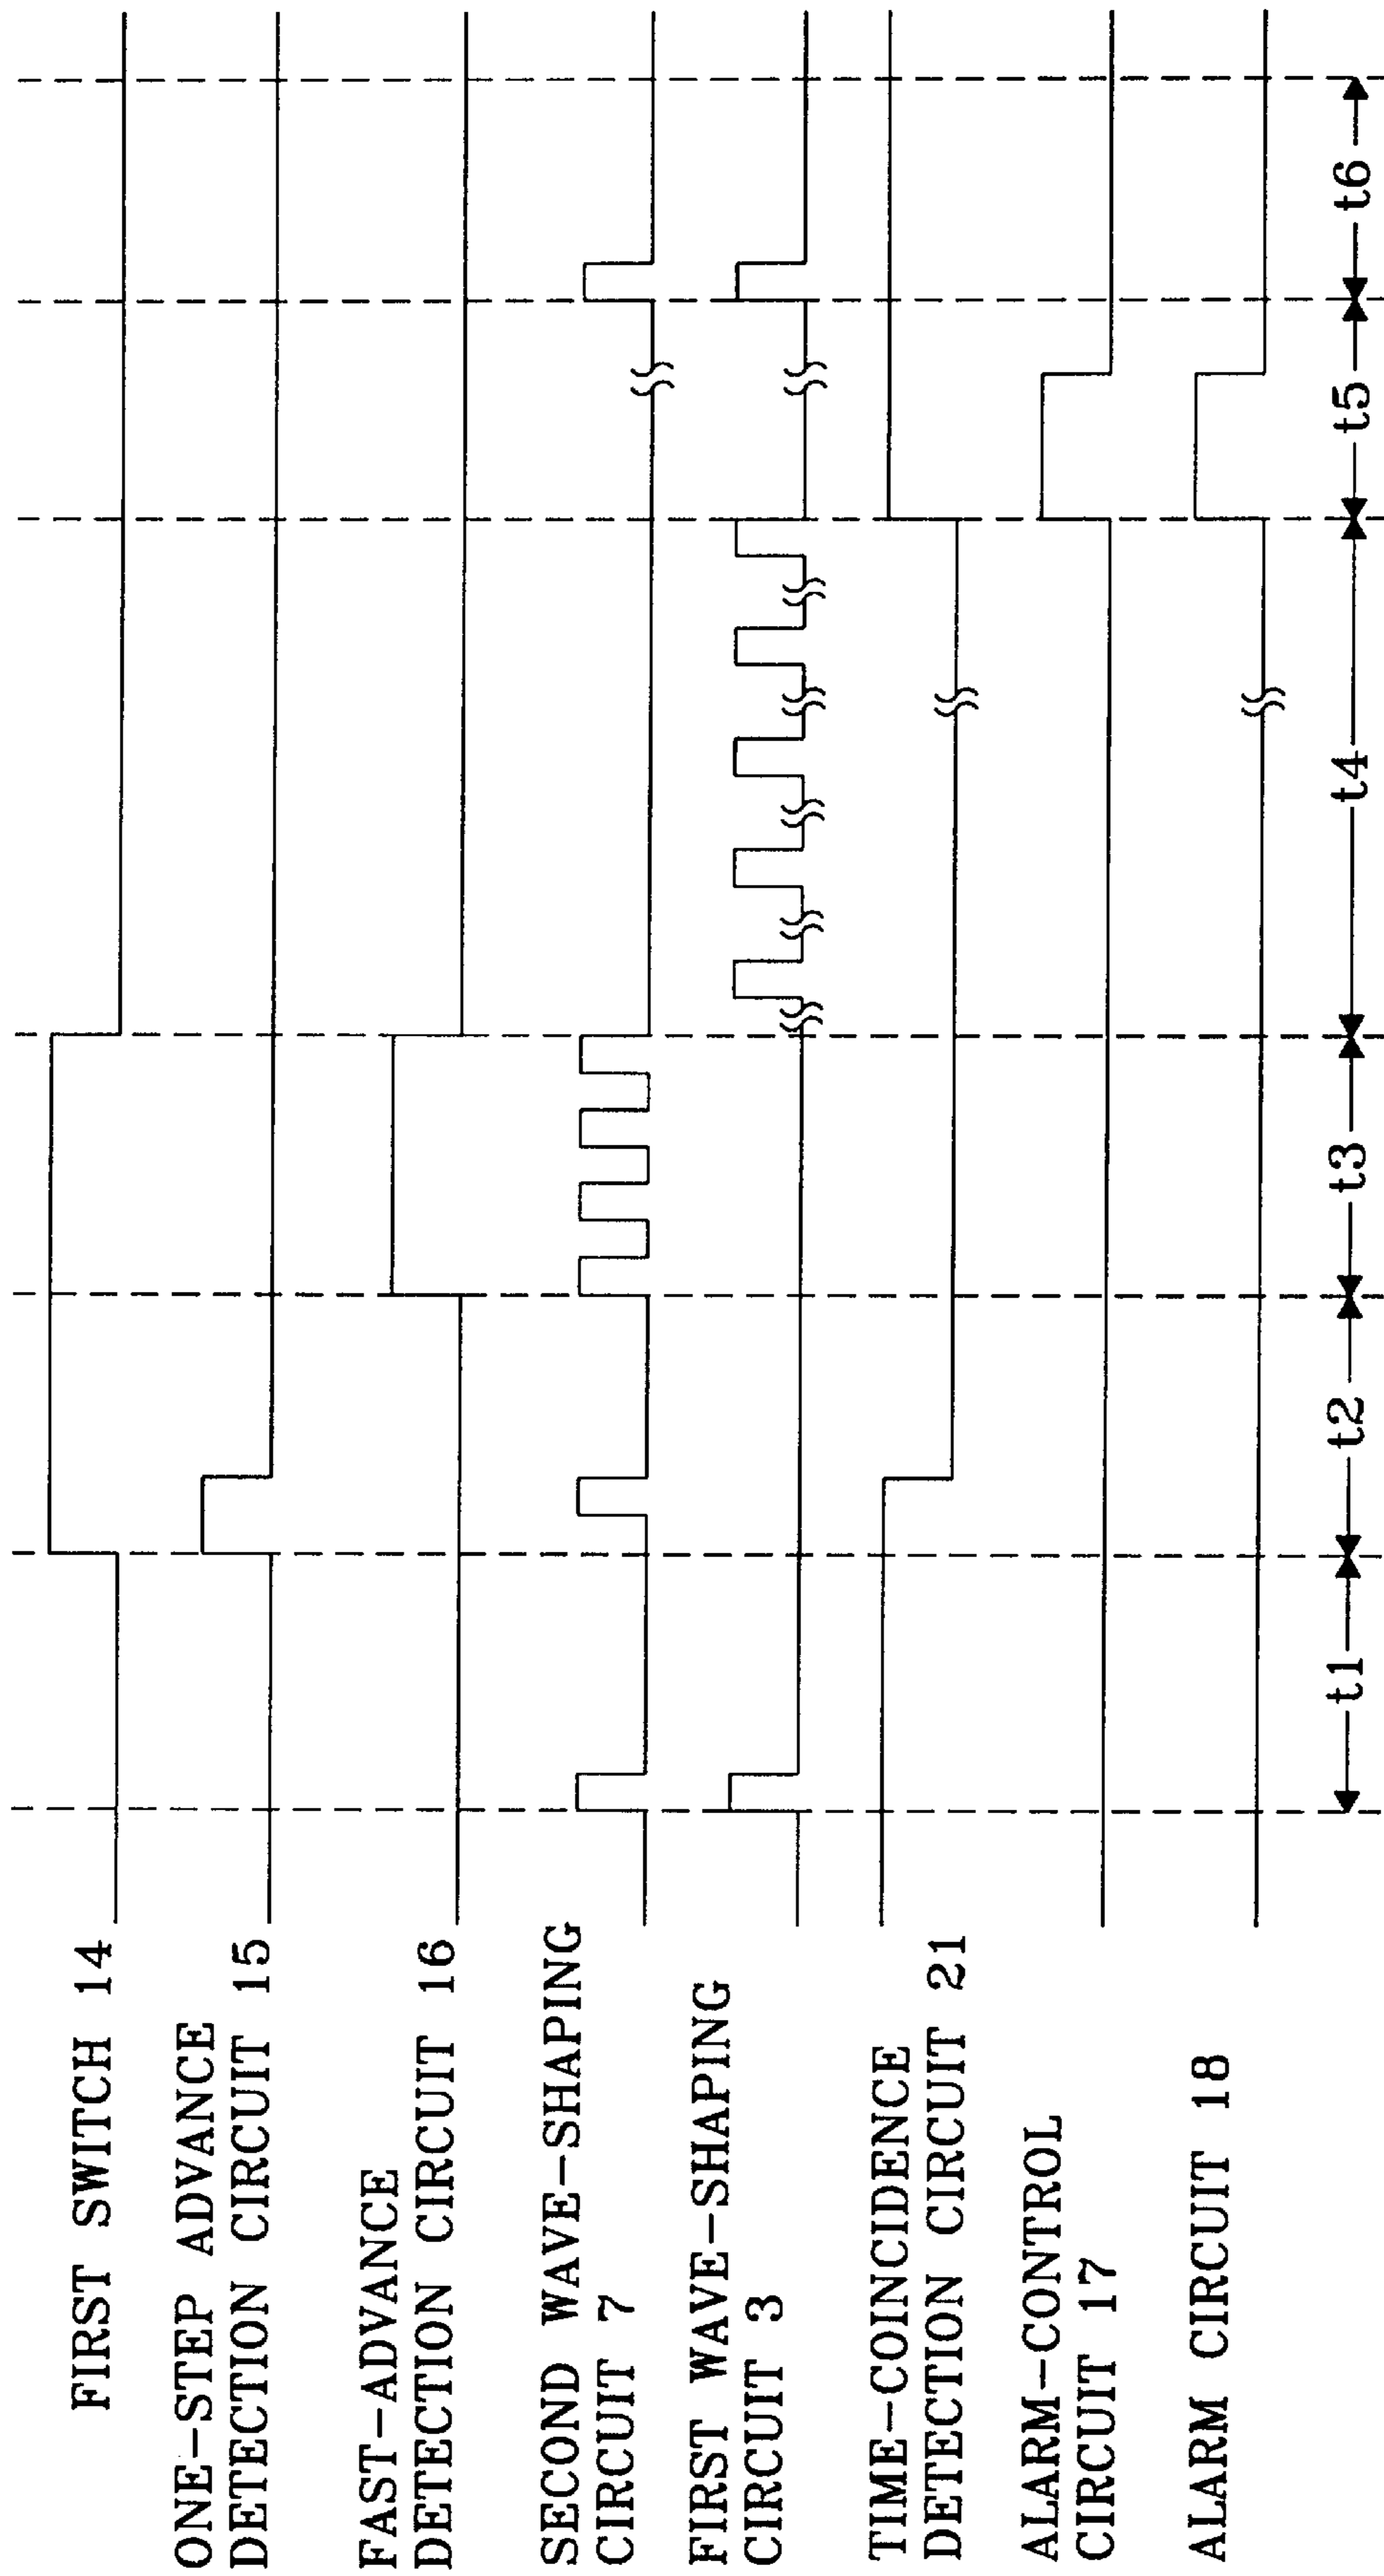 FIRST SWITCH 14
ONE-STEP ADVANCE
DETECTION CIRCUIT 15
FAST-ADVANCE
DETECTION CIRCUIT 16
SECOND WAVE-SHAPING
CIRCUIT 7
FIRST WAVE-SHAPING
CIRCUIT 3
TIME-COINCIDENCE
DETECTION CIRCUIT 21
ALARM-CONTROL
CIRCUIT 17
ALARM CIRCUIT 18
t1 t2 t3 t4 t5 t6